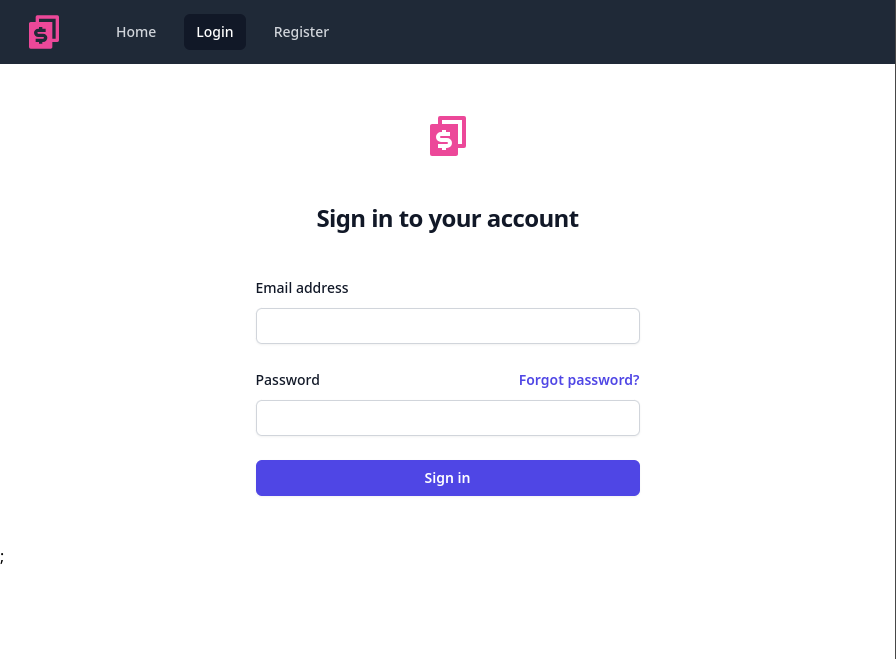 Home Login Register
Sign in to your account
Email address
Password Forgot password?
Sign in
;